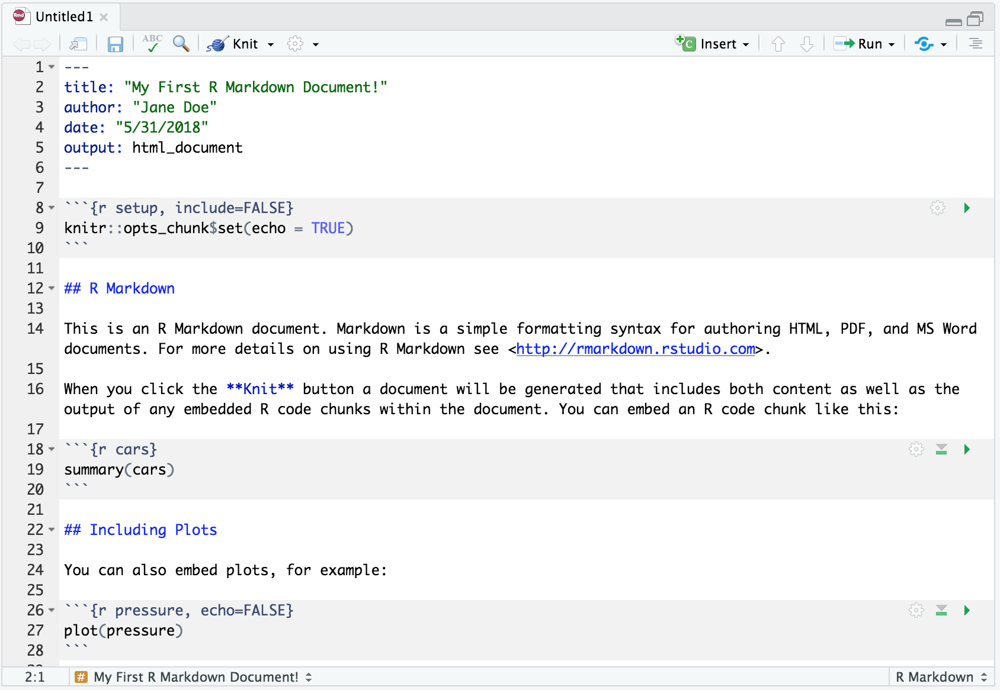 Rmd Untitled1
ABC Knit Insert Run
1 ---
2 title: "My First R Markdown Document!"
3 author: "Jane Doe"
4 date: "5/31/2018"
5 output: html_document
6 ---
7
8 ```{r setup, include=FALSE}
9 knitr::opts_chunk$set(echo = TRUE)
10 ```
11
12 ## R Markdown
13
14 This is an R Markdown document. Markdown is a simple formatting syntax for authoring HTML, PDF, and MS Word
documents. For more details on using R Markdown see <http://rmarkdown.rstudio.com>.
15
16 When you click the **Knit** button a document will be generated that includes both content as well as the
output of any embedded R code chunks within the document. You can embed an R code chunk like this:
17
18 ```{r cars}
19 summary(cars)
20 ```
21
22 ## Including Plots
23
24 You can also embed plots, for example:
25
26 ```{r pressure, echo=FALSE}
27 plot(pressure)
28 ```
2:1 # My First R Markdown Document! R Markdown